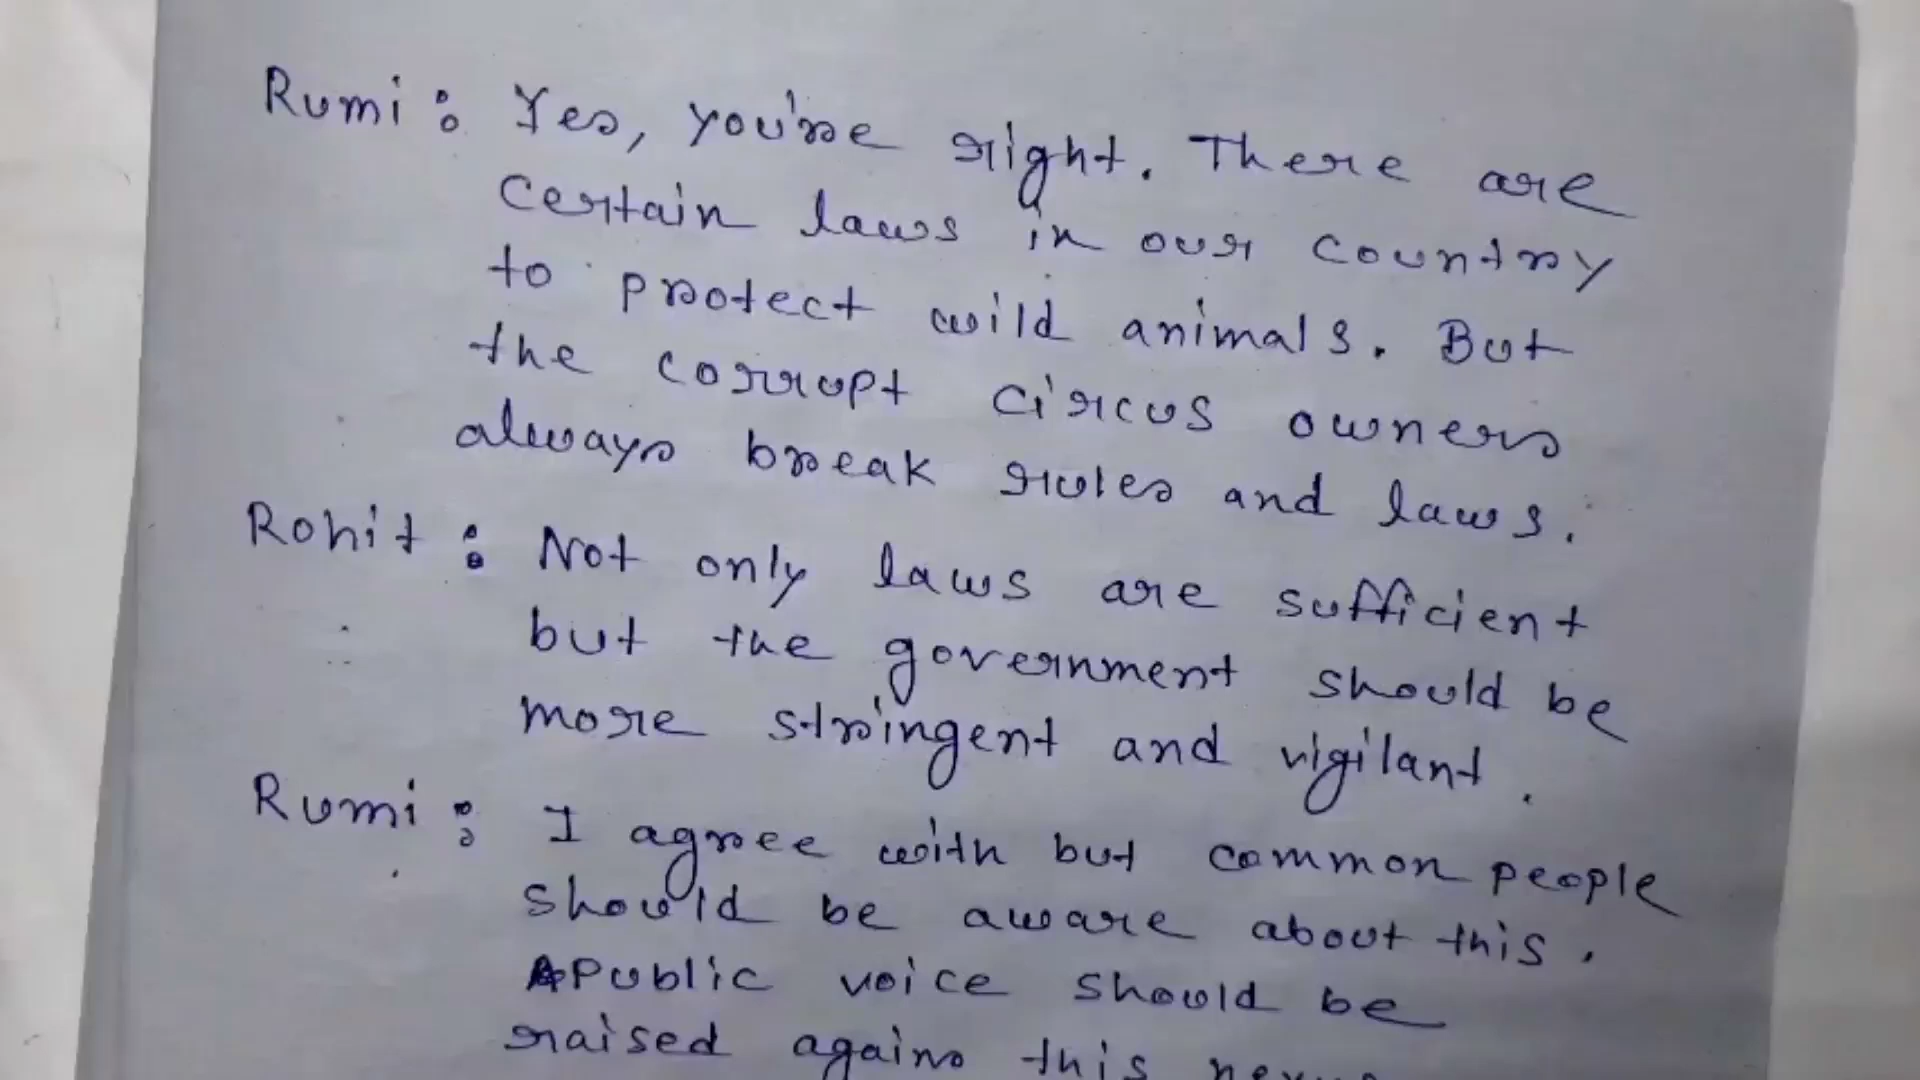 Rumi : Yes, you're right. There are
certain laws in our country
to protect wild animals. But
the corrupt circus owners
always break rules and laws.
Rohit : Not only laws are sufficient
but the government should be
more stringent and vigilant.
Rumi : I agree with but common people
should be aware about this.
A Public voice should be
raised agains this